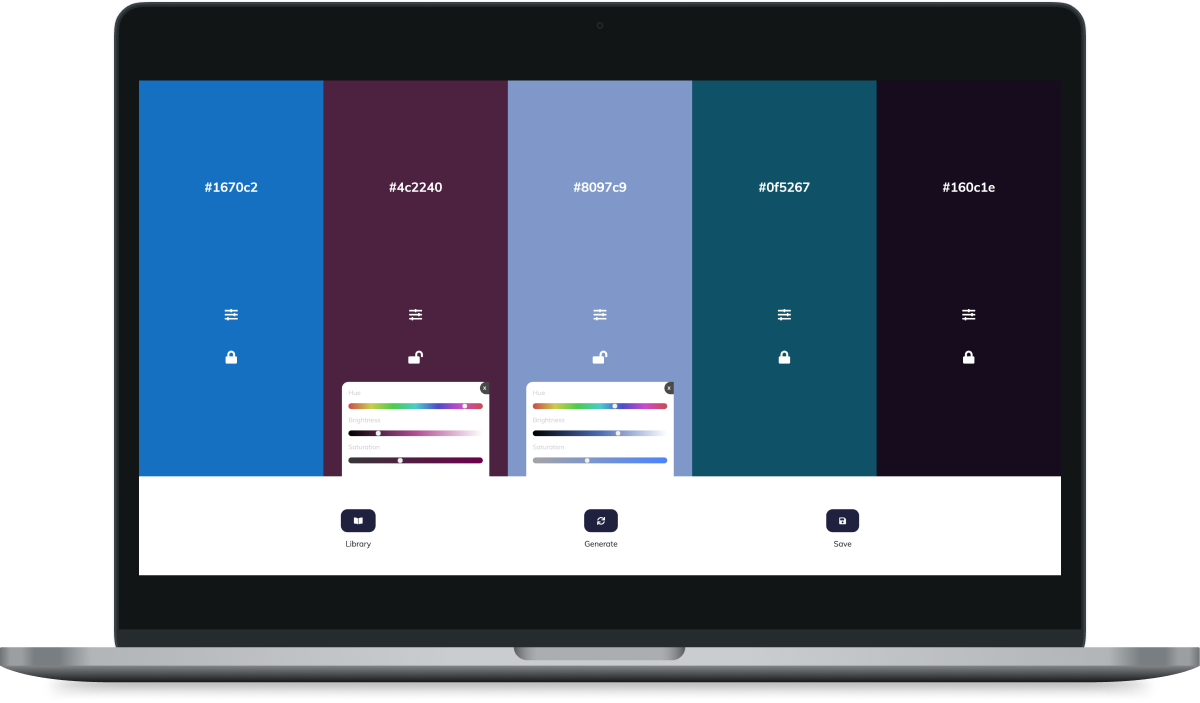 #1670c2
#4c2240
#8097c9
#0f5267
#160c1e
X
Hue
Brightness
Saturation
X
Hue
Brightness
Saturation
Library
Generate
Save